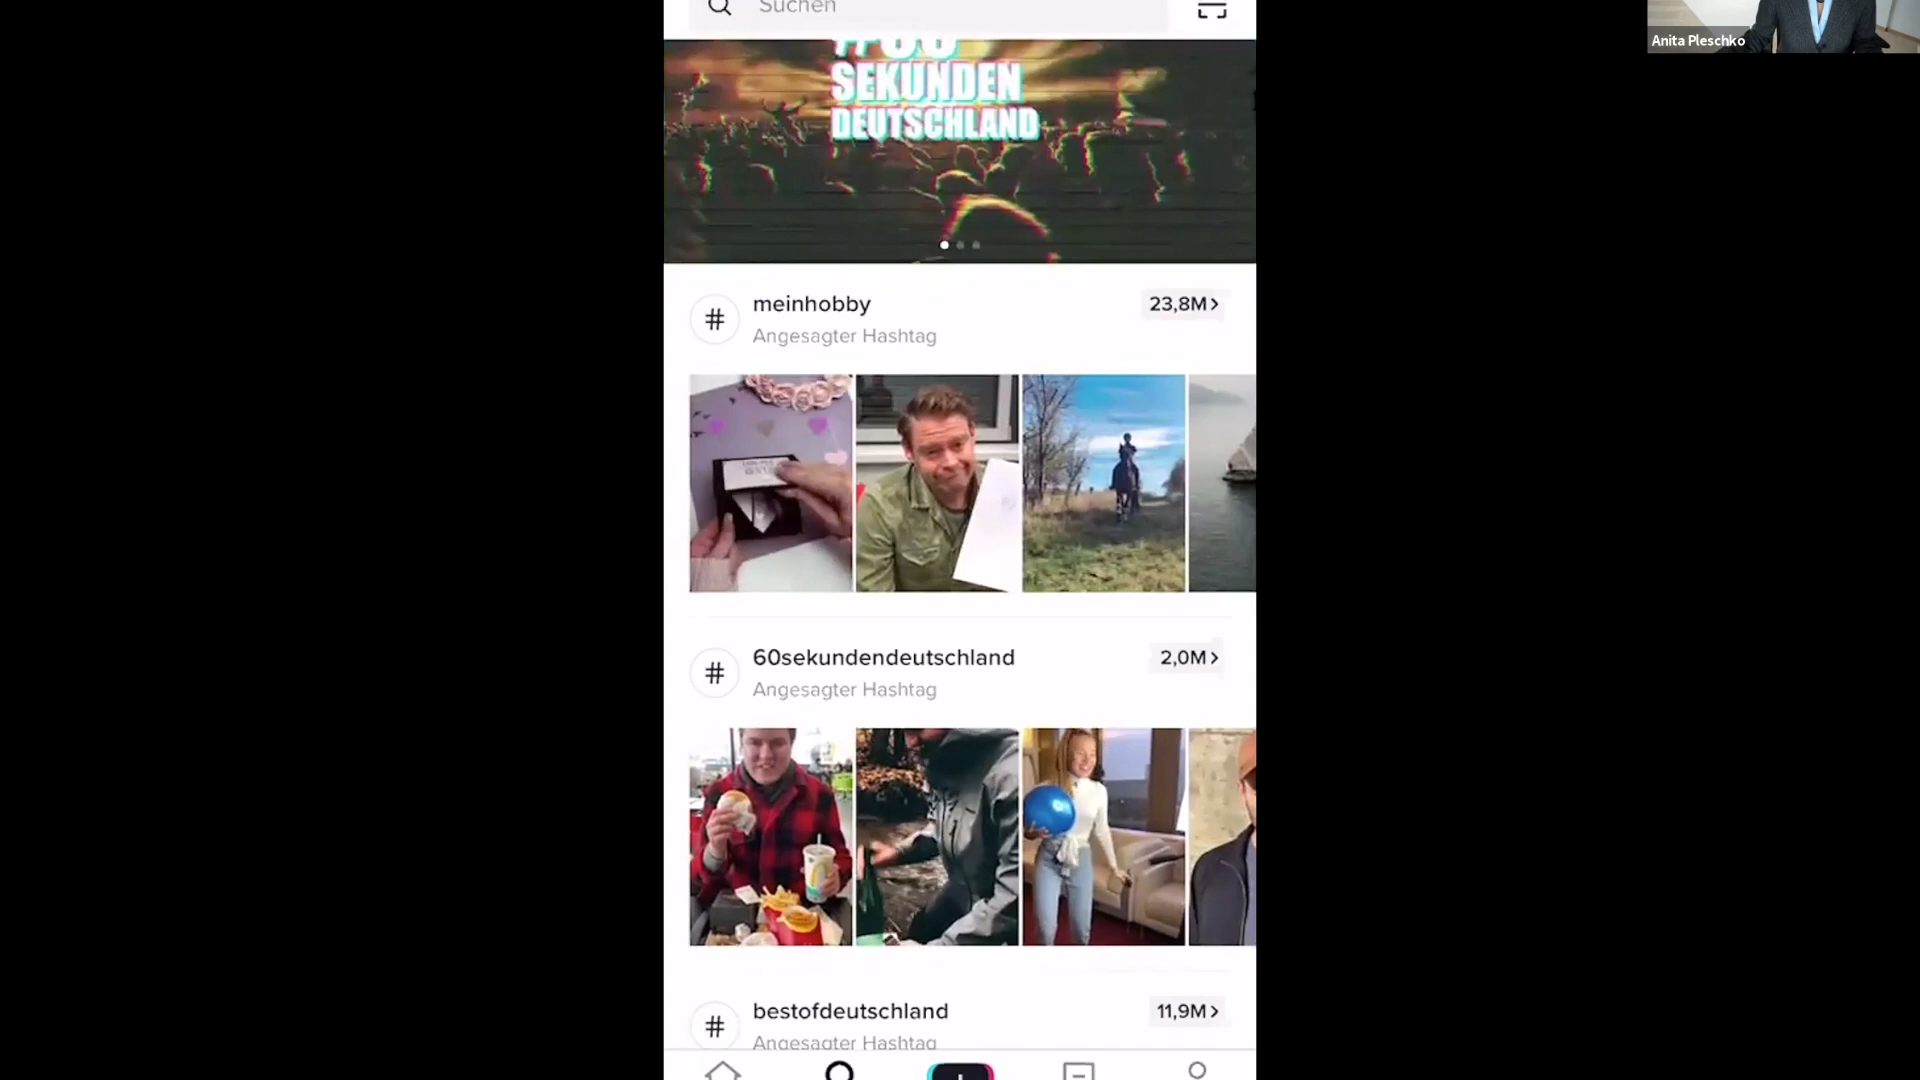 Suchen
Anita Pleschko
SEKUNDEN
DEUTSCHLAND
meinhobby
23,8M
Angesagter Hashtag
60sekundendeutschland
2,0M
Angesagter Hashtag
bestofdeutschland
11,9M
Angesagter Hashtag